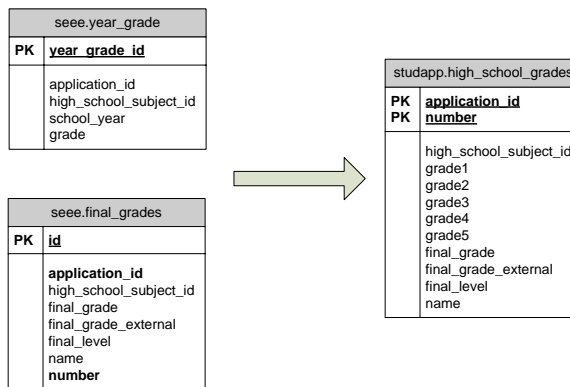 seee.year_grade
PK year_grade_id
application_id
high_school_subject_id
school_year
grade
seee.final_grades
PK id
application_id
high_school_subject_id
final_grade
final_grade_external
final_level
name
number
studapp.high_school_grades
PK application_id
PK number
high_school_subject_id
grade1
grade2
grade3
grade4
grade5
final_grade
final_grade_external
final_level
name